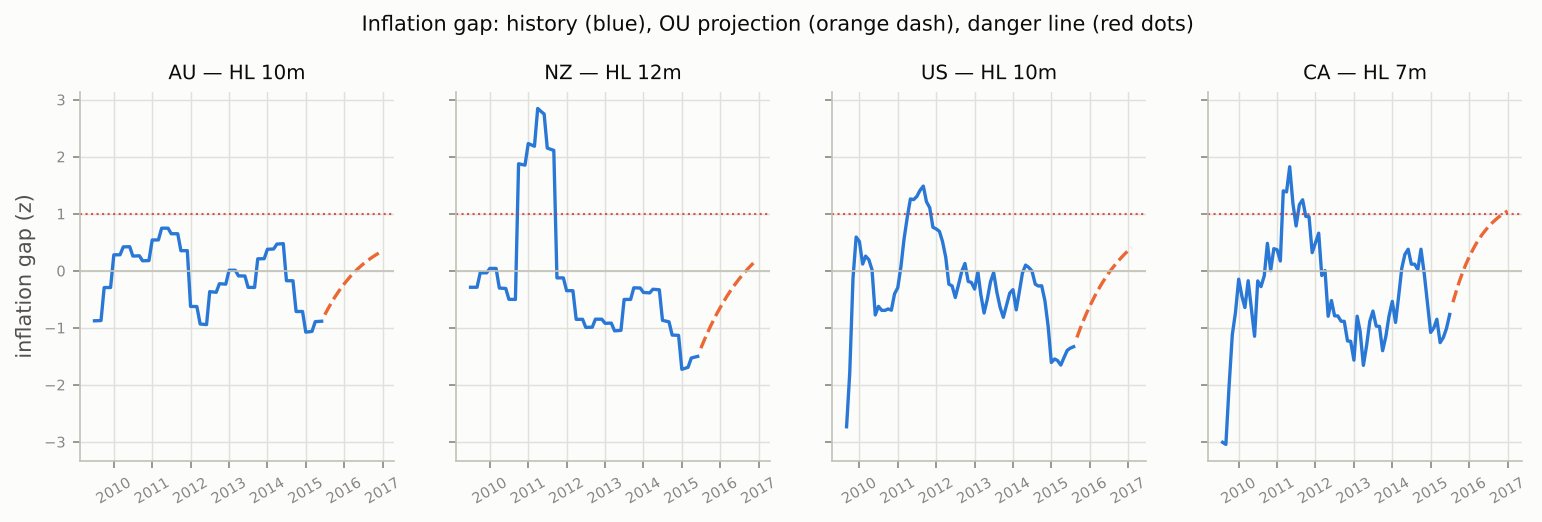 Inflation gap: history (blue), OU projection (orange dash), danger line (red dots)
AU — HL 10m
NZ — HL 12m
US — HL 10m
CA — HL 7m
inflation gap (z)
3
2
1
0
−1
−2
−3
2010 2011 2012 2013 2014 2015 2016 2017
2010 2011 2012 2013 2014 2015 2016 2017
2010 2011 2012 2013 2014 2015 2016 2017
2010 2011 2012 2013 2014 2015 2016 2017